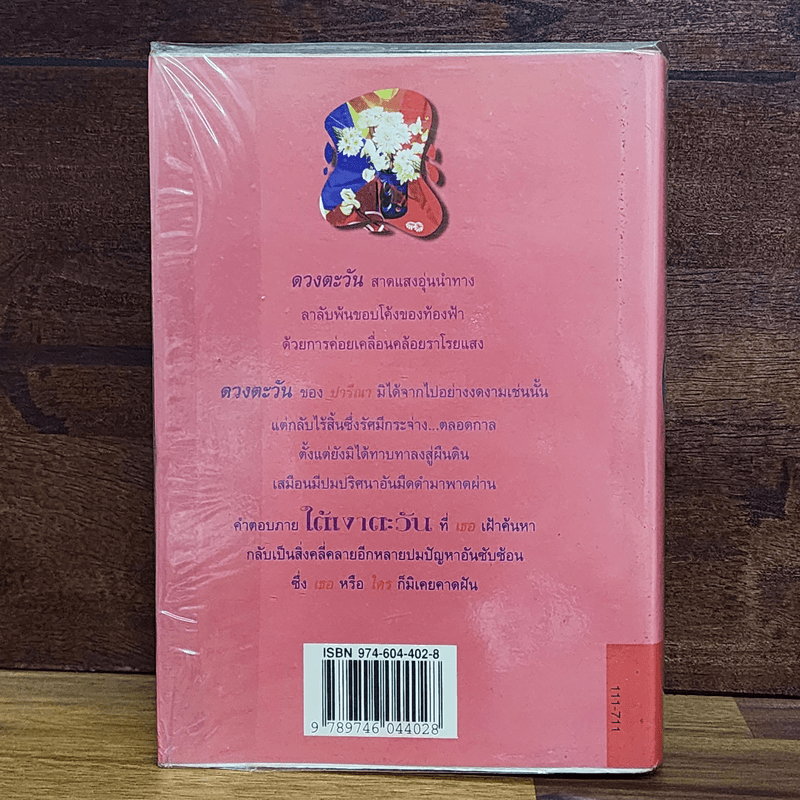 ดวงตะวัน สาดแสงอุ่นนำทาง
ลาลับพ้นขอบโค้งของท้องฟ้า
ด้วยการค่อยเคลื่อนคล้อยราโรยแสง
ดวงตะวัน ของ ปารีณา มิได้จากไปอย่างงดงามเช่นนั้น
แต่กลับไร้สิ้นซึ่งรัศมีกระจ่าง...ตลอดกาล
ตั้งแต่ยังมิได้ทาบทาลงสู่ผืนดิน
เสมือนมีปมปริศนาอันมืดดำมาพาดผ่าน
คำตอบภาย ใต้เงาตะวัน ที่ เธอ เฝ้าค้นหา
กลับเป็นสิ่งคลี่คลายอีกหลายปมปัญหาอันซับซ้อน
ซึ่ง เธอ หรือ ใคร ก็มิเคยคาดฝัน
ISBN 974-604-402-8
9 789746 044028
111-711